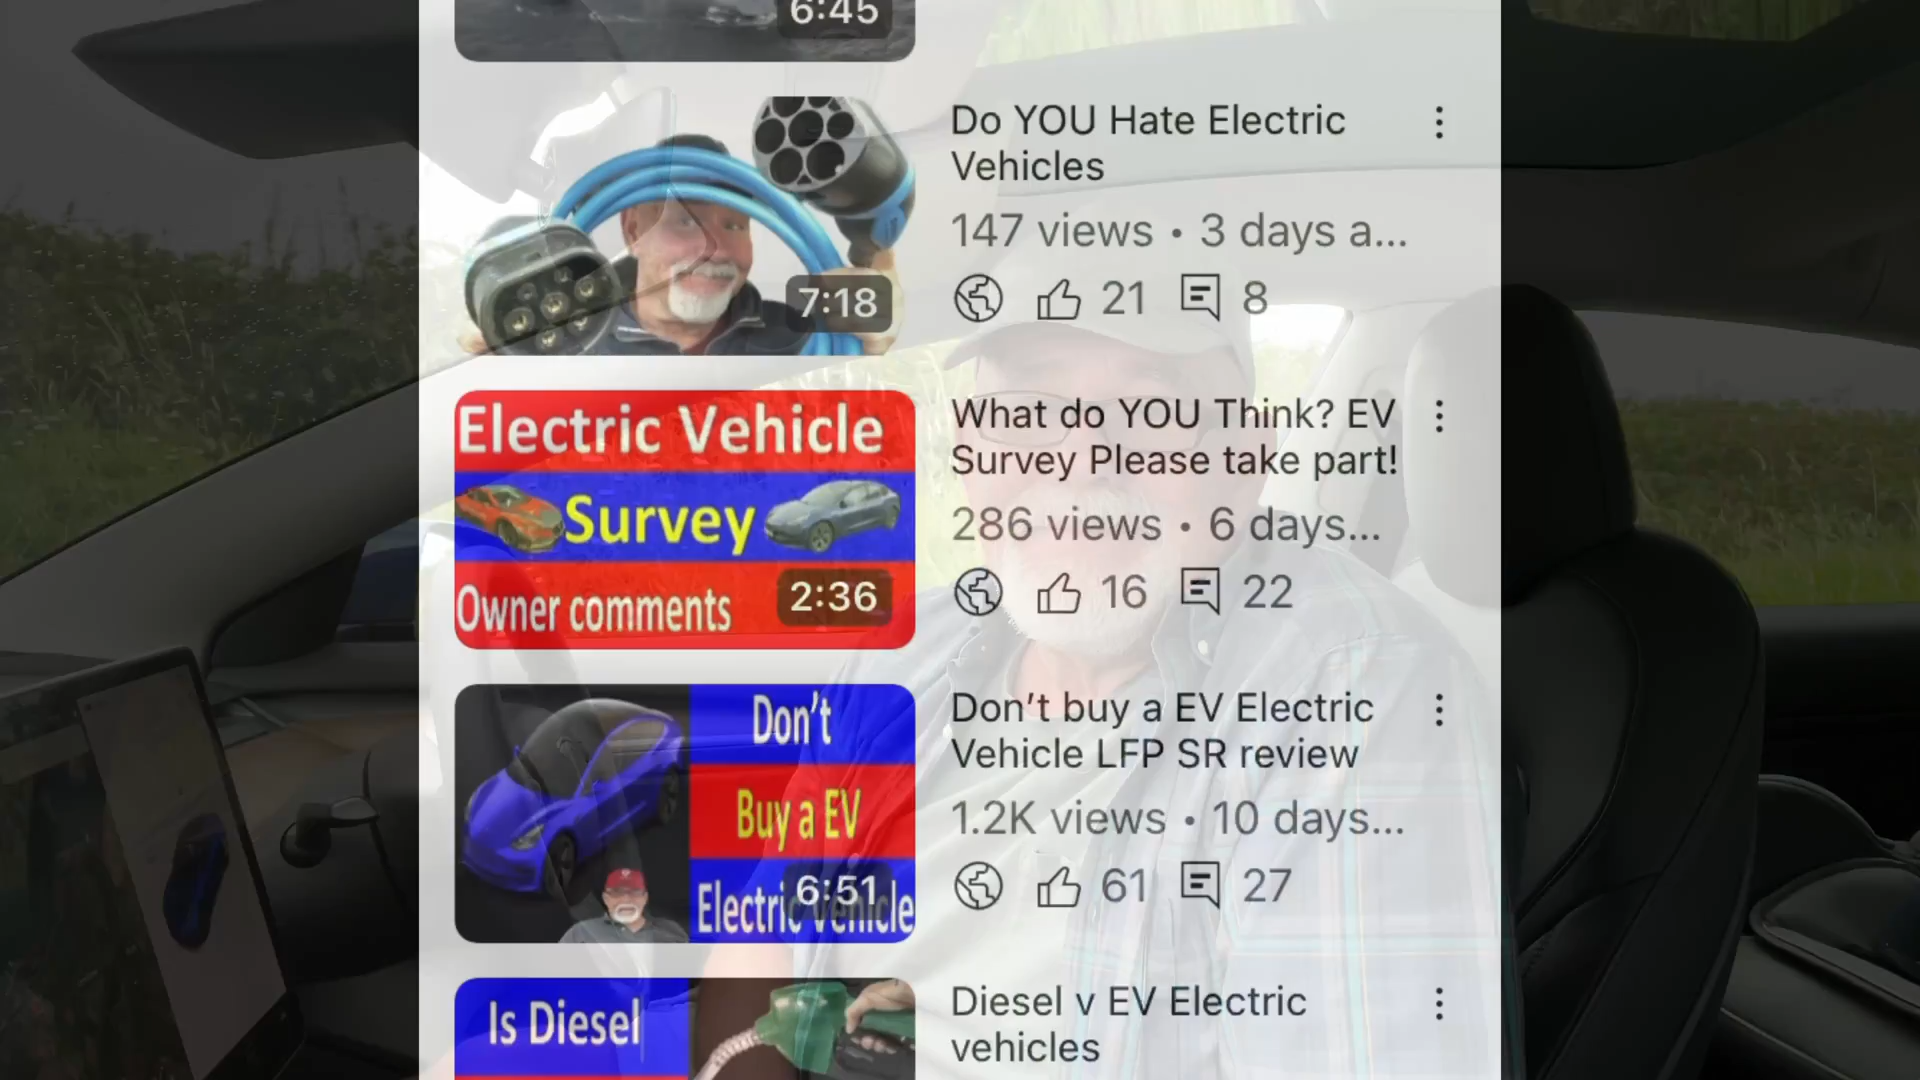 6:45
Do YOU Hate Electric
Vehicles
147 views • 3 days a...
21
8
7:18
Electric Vehicle
Survey
Owner comments
2:36
What do YOU Think? EV
Survey Please take part!
286 views • 6 days...
16
22
Don't
Buy a EV
Electric Vehicle
6:51
Don't buy a EV Electric
Vehicle LFP SR review
1.2K views • 10 days...
61
27
Is Diesel
Diesel v EV Electric
vehicles